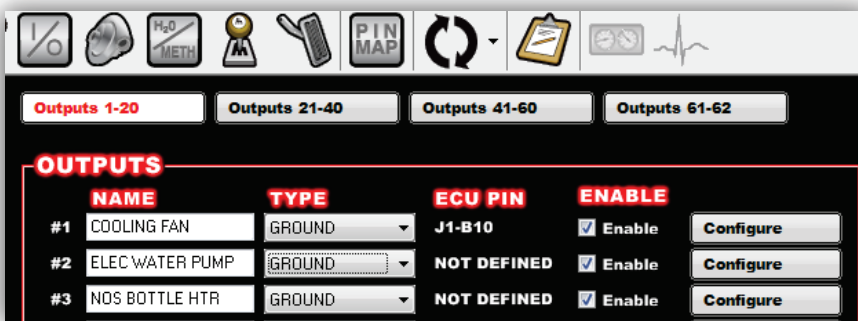 I/O H₂O METH PIN MAP
Outputs 1-20 Outputs 21-40 Outputs 41-60 Outputs 61-62
OUTPUTS
NAME TYPE ECU PIN ENABLE
#1 COOLING FAN GROUND J1-B10 Enable Configure
#2 ELEC WATER PUMP GROUND NOT DEFINED Enable Configure
#3 NOS BOTTLE HTR GROUND NOT DEFINED Enable Configure